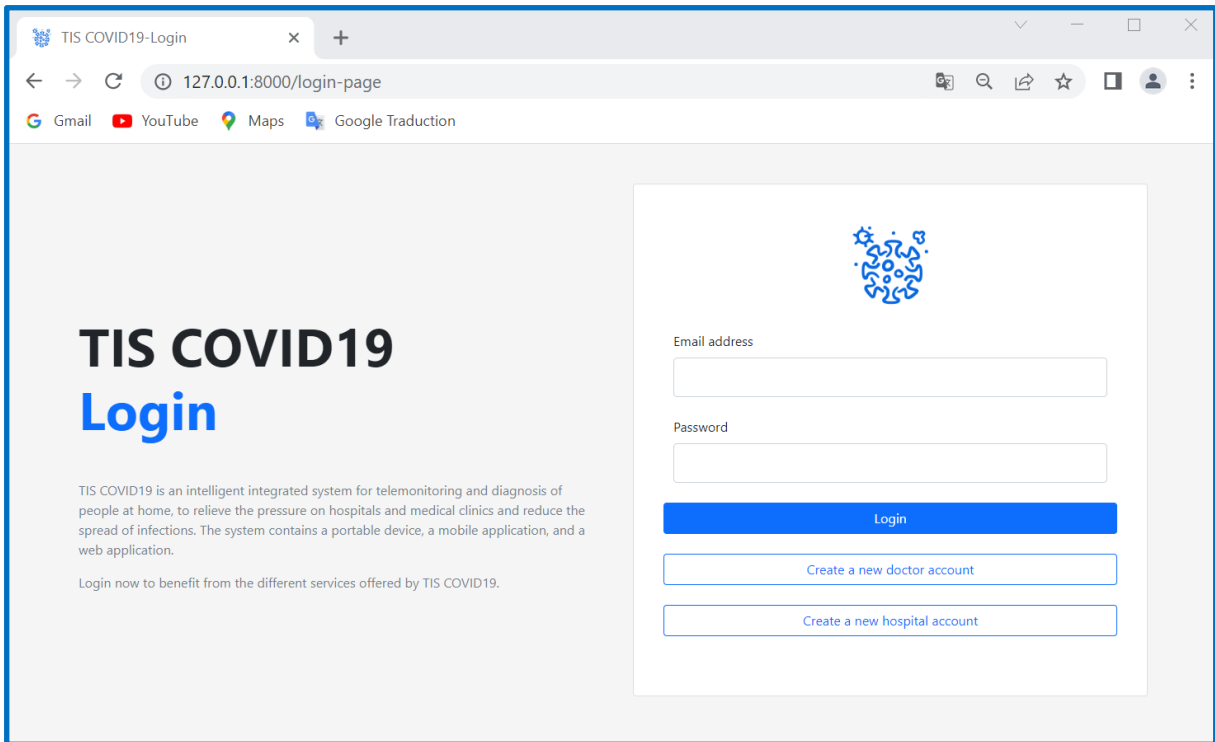 TIS COVID19-Login
127.0.0.1:8000/login-page
Gmail YouTube Maps Google Traduction
TIS COVID19
Login
TIS COVID19 is an intelligent integrated system for telemonitoring and diagnosis of
people at home, to relieve the pressure on hospitals and medical clinics and reduce the
spread of infections. The system contains a portable device, a mobile application, and a
web application.
Login now to benefit from the different services offered by TIS COVID19.
Email address
Password
Login
Create a new doctor account
Create a new hospital account